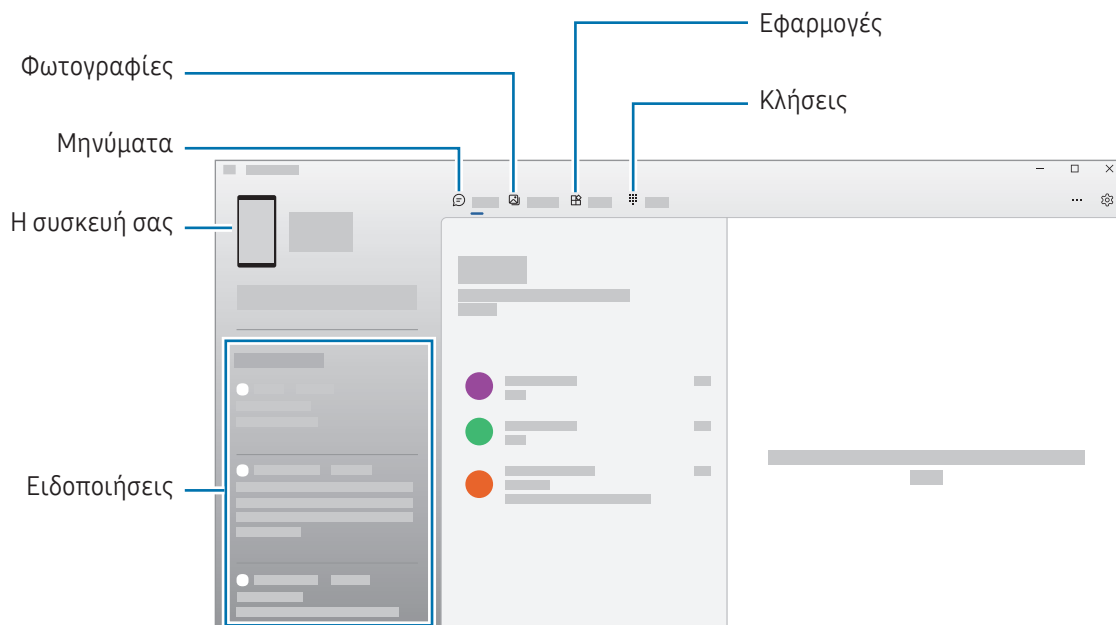 Εφαρμογές
Φωτογραφίες
Κλήσεις
Μηνύματα
Η συσκευή σας
Ειδοποιήσεις